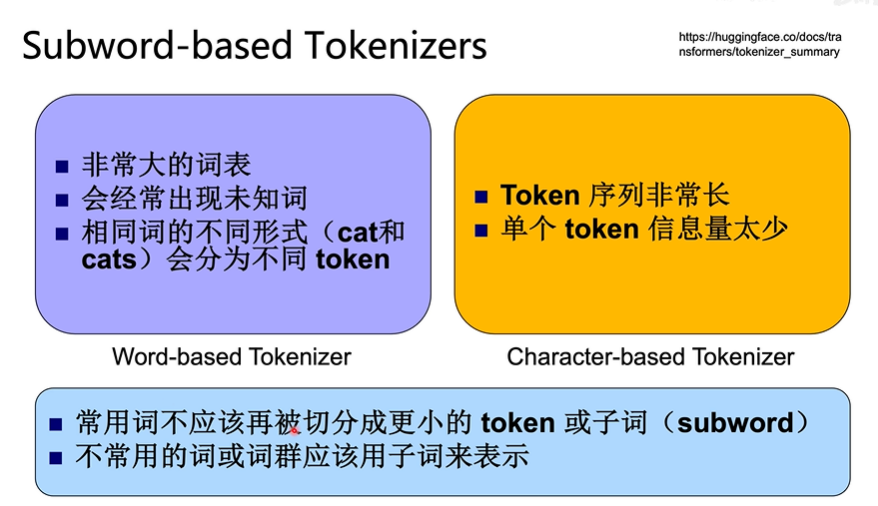 Subword-based Tokenizers
https://huggingface.co/docs/tra
nsformers/tokenizer_summary
非常大的词表
会经常出现未知词
相同词的不同形式（cat和
cats）会分为不同 token
Word-based Tokenizer
Token 序列非常长
单个 token 信息量太少
Character-based Tokenizer
常用词不应该再被切分成更小的 token 或子词（subword）
不常用的词或词群应该用子词来表示